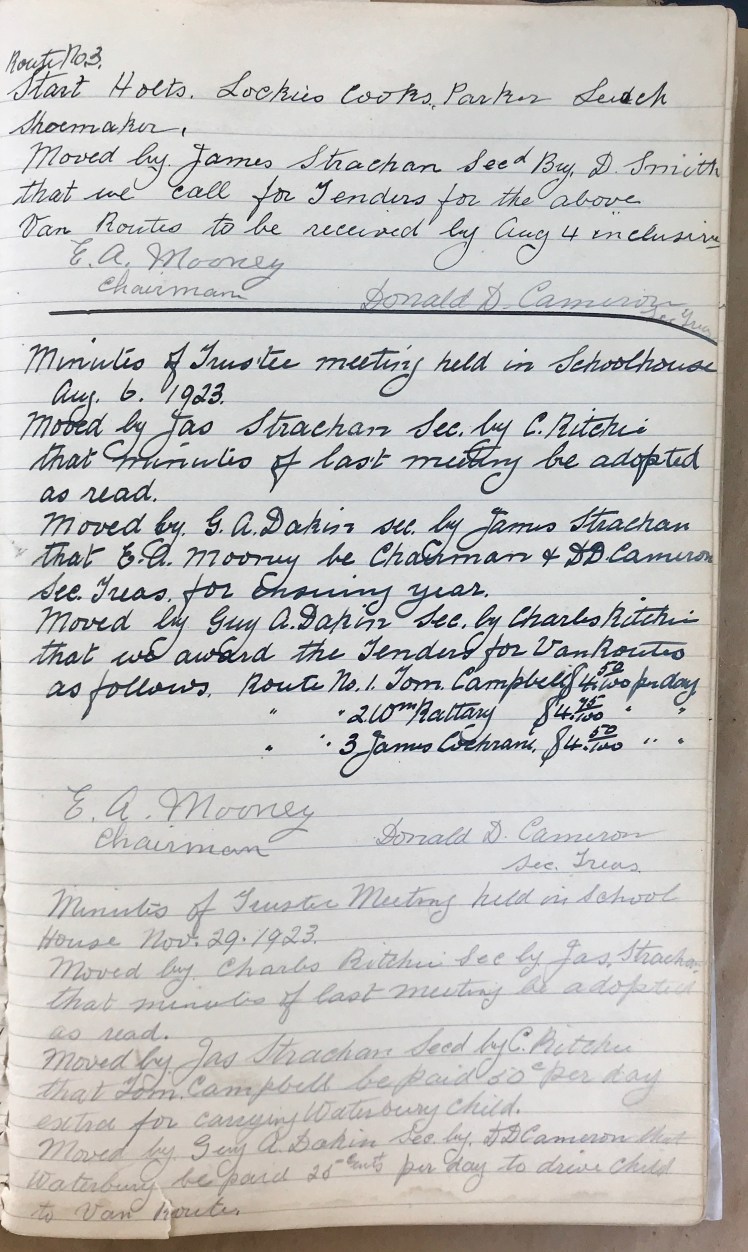 Route No. 3.
Start Holts. Lockies Cooks, Parker Leitch
Shoemaker.
Moved by James Strachan Secd By. D. Smith
that we call for Tenders for the above
Van Routes to be received by Aug 4 inclusive
E. A. Mooney
Chairman
Donald D. Cameron
Sec Treas
Minutes of Trustee meeting held in Schoolhouse
Aug. 6. 1923.
Moved by Jas Strachan Sec. by C. Ritchie
that minutes of last meeting be adopted
as read.
Moved by. G. A. Dakin sec. by James Strachan
that E. A. Mooney be Chairman & D D. Cameron
Sec. Treas. for ensuing year.
Moved by Guy A. Dakin Sec. by Charles Ritchie
that we award the Tenders for Van Routes
as follows. Route No. 1. Tom. Campbell $4.50/100 per day
" " 2 Wm Rattary $4.75/100 " "
" " 3 James Cochrane, $4.50/100 " "
E. A. Mooney
Chairman
Donald D. Cameron
Sec. Treas.
Minutes of Trustee Meeting held in School
House Nov. 29. 1923.
Moved by Charles Ritchie Sec by Jas. Strachan
that minutes of last meeting be adopted
as read.
Moved by Jas Strachan Secd by C. Ritchie
that Tom. Campbell be paid 50c per day
extra for carrying Waterbury Child.
Moved by Guy A. Dakin Sec by, D D Cameron that
Waterbury be paid 25 cents per day to drive child
to Van Route.